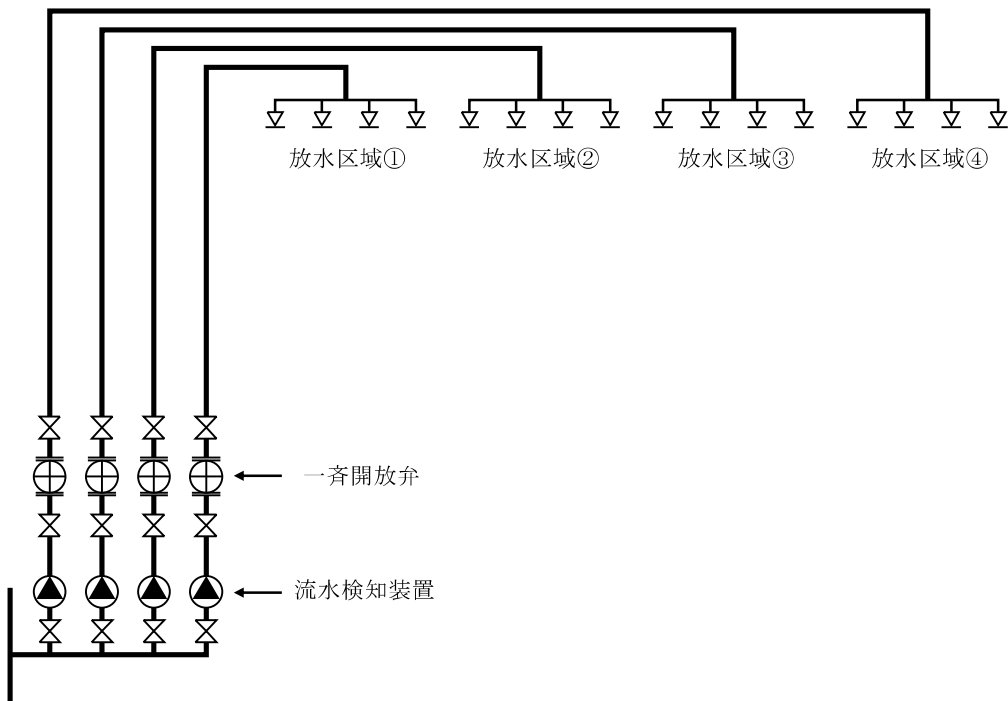 放水区域①
放水区域②
放水区域③
放水区域④
一斉開放弁
流水検知装置